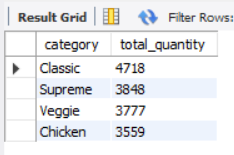 Result Grid Filter Rows:
category total_quantity
Classic 4718
Supreme 3848
Veggie 3777
Chicken 3559